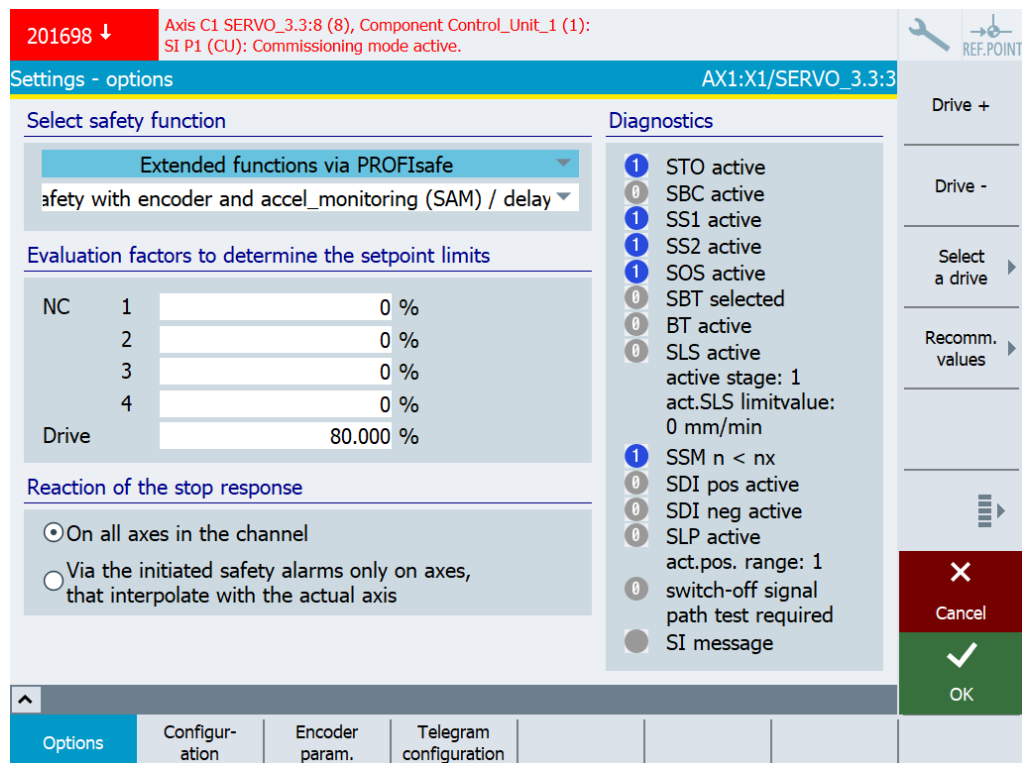 201698
Axis C1 SERVO_3.3:8 (8), Component Control_Unit_1 (1):
SI P1 (CU): Commissioning mode active.
REF.POINT
Settings - options
AX1:X1/SERVO_3.3:3
Select safety function
Extended functions via PROFIsafe
afety with encoder and accel_monitoring (SAM) / delay
Evaluation factors to determine the setpoint limits
NC 1 0 %
2 0 %
3 0 %
4 0 %
Drive 80.000 %
Reaction of the stop response
On all axes in the channel
Via the initiated safety alarms only on axes,
that interpolate with the actual axis
Diagnostics
1 STO active
0 SBC active
1 SS1 active
1 SS2 active
1 SOS active
0 SBT selected
0 BT active
0 SLS active
active stage: 1
act.SLS limitvalue:
0 mm/min
1 SSM n < nx
0 SDI pos active
0 SDI neg active
0 SLP active
act.pos. range: 1
0 switch-off signal
path test required
SI message
Drive +
Drive -
Select
a drive
Recomm.
values
Cancel
OK
Options
Configur-
ation
Encoder
param.
Telegram
configuration